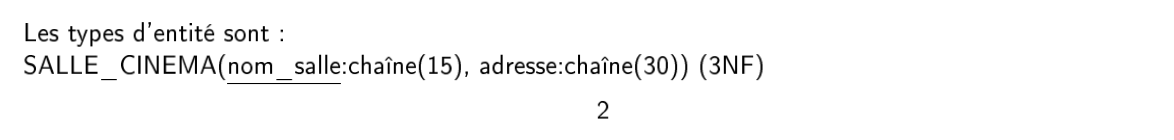 Les types d'entité sont :
SALLE_CINEMA(nom_salle:chaîne(15), adresse:chaîne(30)) (3NF)
2